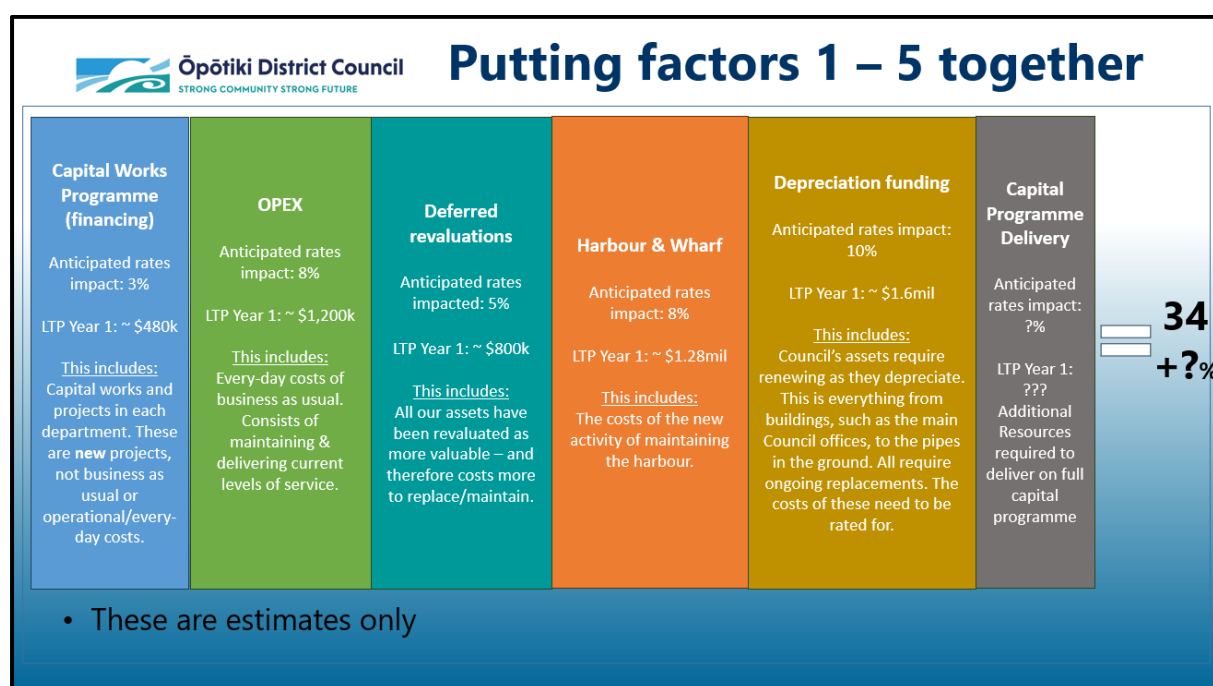 Ōpōtiki District Council
STRONG COMMUNITY STRONG FUTURE
Putting factors 1 – 5 together
Capital Works
Programme
(financing)
Anticipated rates
impact: 3%
LTP Year 1: ~ $480k
This includes:
Capital works and
projects in each
department. These
are new projects,
not business as
usual or
operational/every-
day costs.
OPEX
Anticipated rates
impact: 8%
LTP Year 1: ~ $1,200k
This includes:
Every-day costs of
business as usual.
Consists of
maintaining &
delivering current
levels of service.
Deferred
revaluations
Anticipated rates
impacted: 5%
LTP Year 1: ~ $800k
This includes:
All our assets have
been revaluated as
more valuable – and
therefore costs more
to replace/maintain.
Harbour & Wharf
Anticipated rates
impact: 8%
LTP Year 1: ~ $1.28mil
This includes:
The costs of the new
activity of maintaining
the harbour.
Depreciation funding
Anticipated rates impact:
10%
LTP Year 1: ~ $1.6mil
This includes:
Council’s assets require
renewing as they depreciate.
This is everything from
buildings, such as the main
Council offices, to the pipes
in the ground. All require
ongoing replacements. The
costs of these need to be
rated for.
Capital
Programme
Delivery
Anticipated
rates impact:
?%
LTP Year 1:
???
Additional
Resources
required to
deliver on full
capital
programme
34
+?%
• These are estimates only